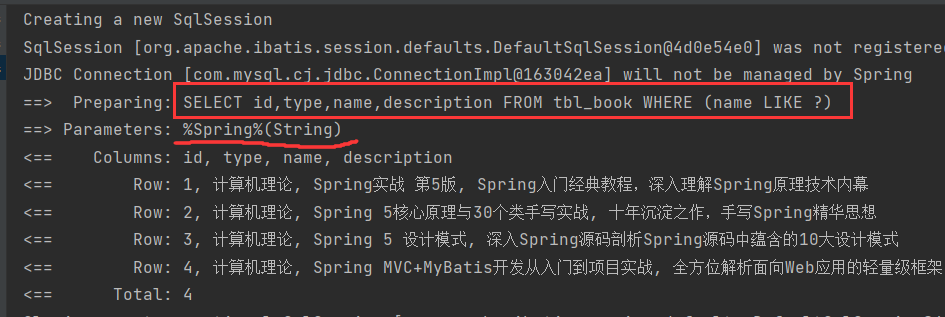 Creating a new SqlSession
SqlSession [org.apache.ibatis.session.defaults.DefaultSqlSession@4d0e54e0] was not registered
JDBC Connection [com.mysql.cj.jdbc.ConnectionImpl@163042ea] will not be managed by Spring
==>  Preparing: SELECT id,type,name,description FROM tbl_book WHERE (name LIKE ?)
==> Parameters: %Spring%(String)
<==    Columns: id, type, name, description
<==        Row: 1, 计算机理论, Spring实战 第5版, Spring入门经典教程，深入理解Spring原理技术内幕
<==        Row: 2, 计算机理论, Spring 5核心原理与30个类手写实战, 十年沉淀之作，手写Spring精华思想
<==        Row: 3, 计算机理论, Spring 5 设计模式, 深入Spring源码剖析Spring源码中蕴含的10大设计模式
<==        Row: 4, 计算机理论, Spring MVC+MyBatis开发从入门到项目实战, 全方位解析面向Web应用的轻量级框架
<==      Total: 4